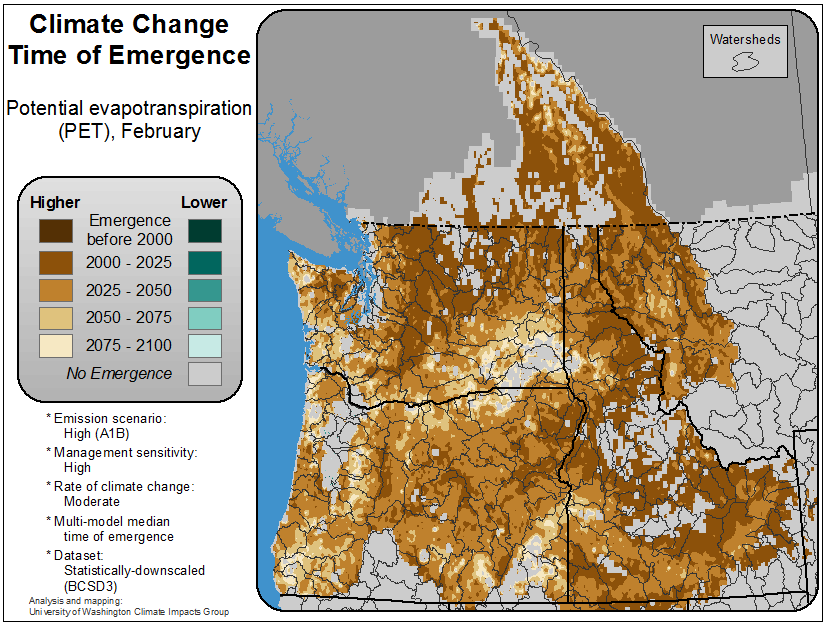 Climate Change
Time of Emergence
Potential evapotranspiration
(PET), February
Higher Lower
Emergence
before 2000
2000 - 2025
2025 - 2050
2050 - 2075
2075 - 2100
No Emergence
* Emission scenario:
High (A1B)
* Management sensitivity:
High
* Rate of climate change:
Moderate
* Multi-model median
time of emergence
* Dataset:
Statistically-downscaled
(BCSD3)
Analysis and mapping:
University of Washington Climate Impacts Group
Watersheds